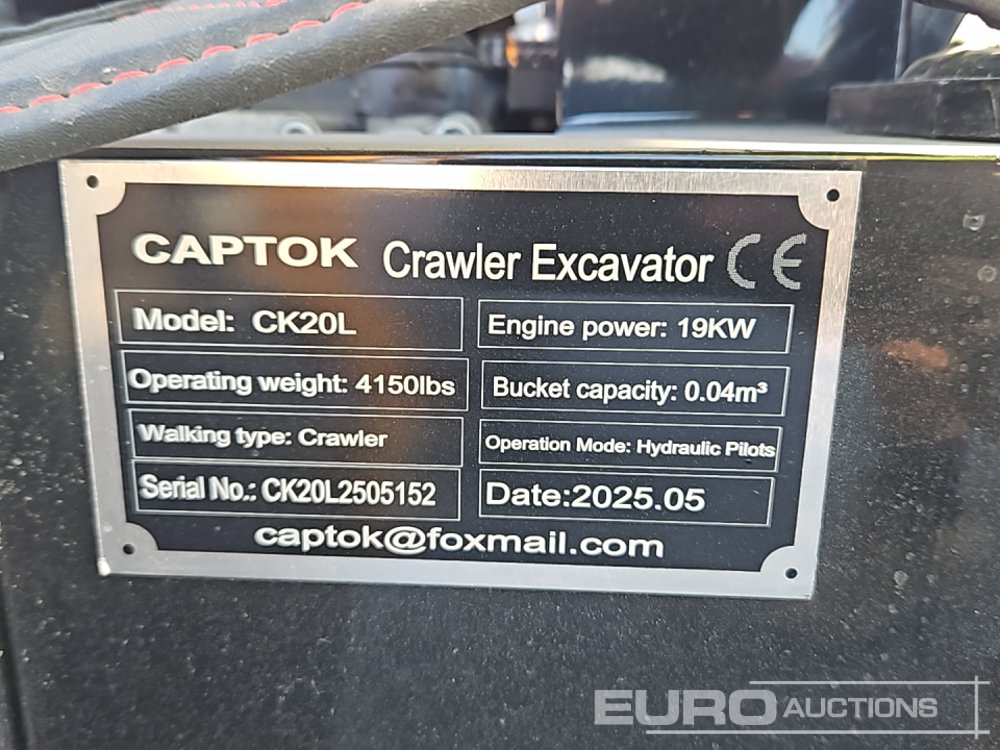 CAPTOK Crawler Excavator CE
Model: CK20L
Engine power: 19KW
Operating weight: 4150lbs
Bucket capacity: 0.04m³
Walking type: Crawler
Operation Mode: Hydraulic Pilots
Serial No.: CK20L2505152
Date:2025.05
captok@foxmail.com
EURO AUCTIONS